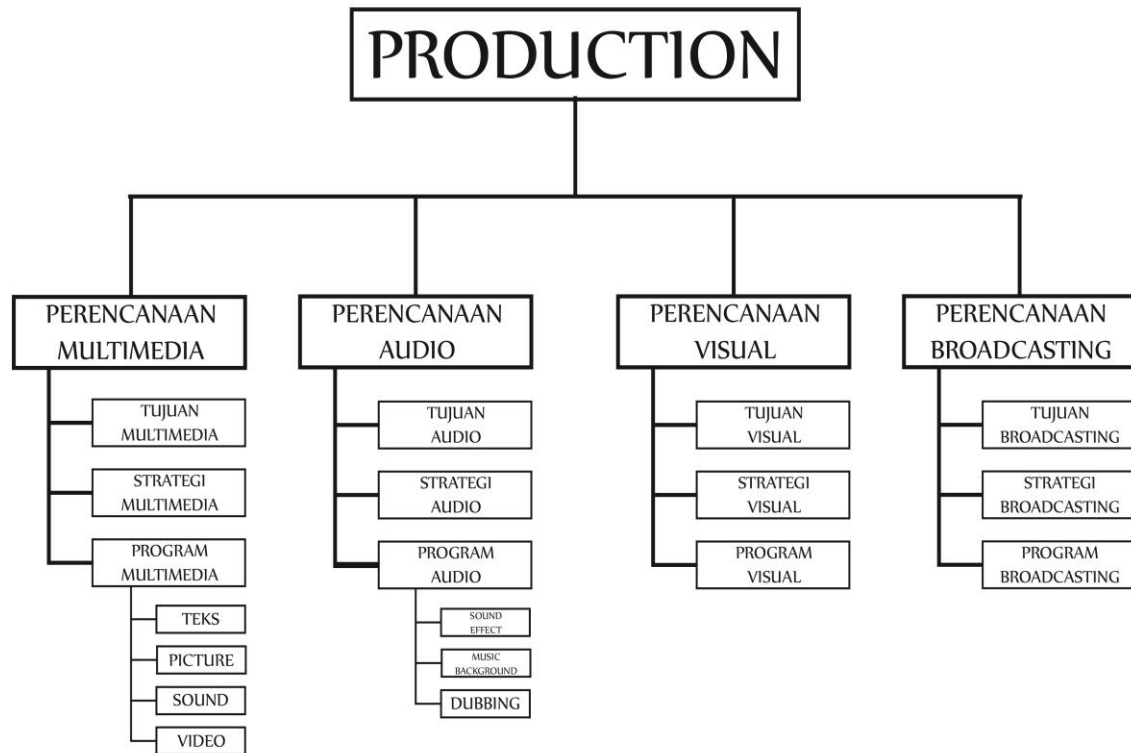 PRODUCTION
PERENCANAAN
MULTIMEDIA
TUJUAN
MULTIMEDIA
STRATEGI
MULTIMEDIA
PROGRAM
MULTIMEDIA
TEKS
PICTURE
SOUND
VIDEO
PERENCANAAN
AUDIO
TUJUAN
AUDIO
STRATEGI
AUDIO
PROGRAM
AUDIO
SOUND
EFFECT
MUSIC
BACKGROUND
DUBBING
PERENCANAAN
VISUAL
TUJUAN
VISUAL
STRATEGI
VISUAL
PROGRAM
VISUAL
PERENCANAAN
BROADCASTING
TUJUAN
BROADCASTING
STRATEGI
BROADCASTING
PROGRAM
BROADCASTING